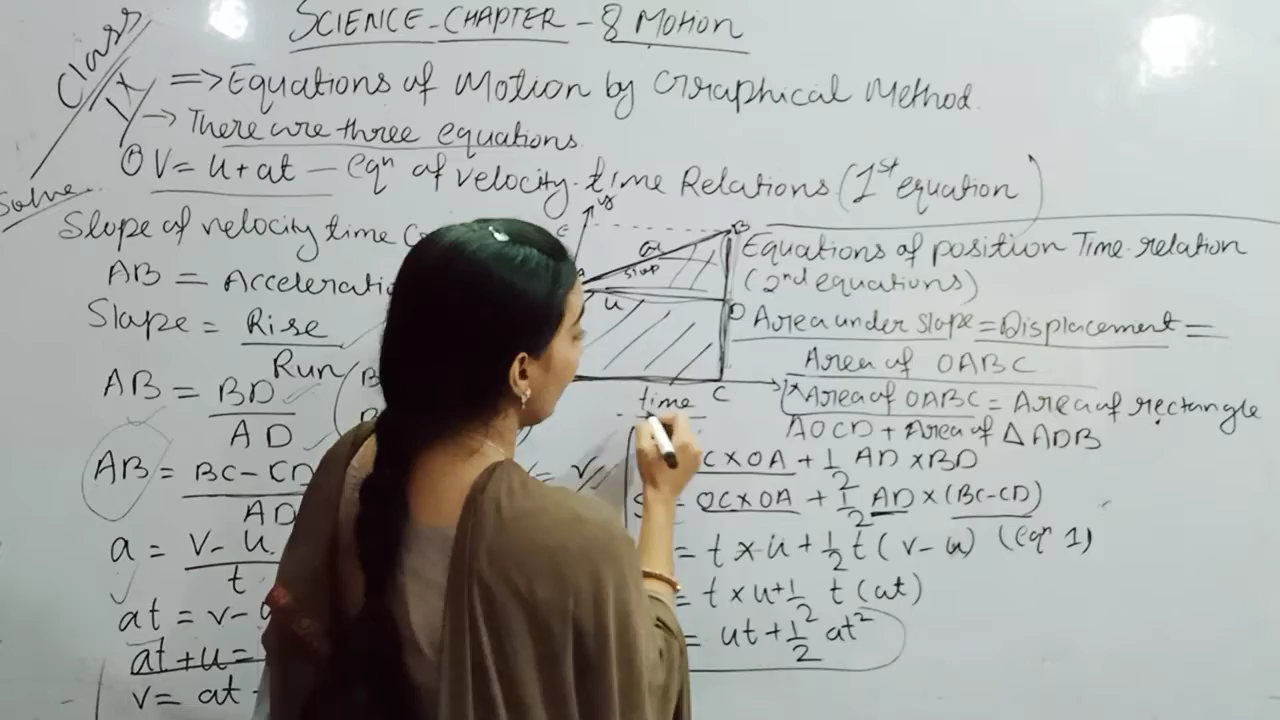 SCIENCE-CHAPTER-8 MOTION
Class
IX
=> Equations of Motion by Graphical Method.
→ There are three equations.
① V = u + at — eqⁿ of velocity-time Relations (1st equation)
Solve
Slope of velocity time
AB =
Slape = Rise
Run
AB = BD
AD
AB = BC - CD
AD
a = v - u
t
at = v -
at + u =
v = at
B
a
slop
u
D
time
C
Equations of position Time-relation
(2nd equations)
Area under slope = Displacement =
Area of OABC
*Area of OABC = Area of rectangle
AOCD + Area of Δ ADB
C X OA + 1/2 AD X BD
S = OC X OA + 1/2 AD X (BC-CD)
= t x u + 1/2 t (v - u) (eqⁿ 1)
= t x u + 1/2 t (at)
= ut + 1/2 at²